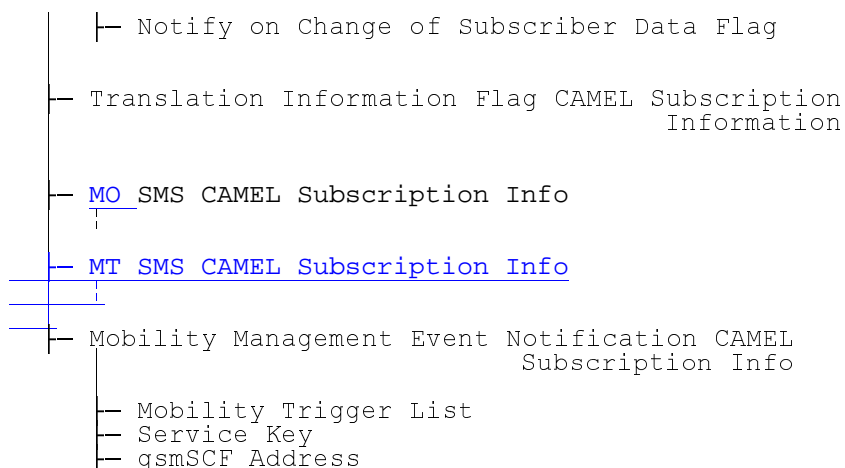 Notify on Change of Subscriber Data Flag
Translation Information Flag CAMEL Subscription
Information
MO SMS CAMEL Subscription Info
MT SMS CAMEL Subscription Info
Mobility Management Event Notification CAMEL
Subscription Info
Mobility Trigger List
Service Key
gsmSCF Address